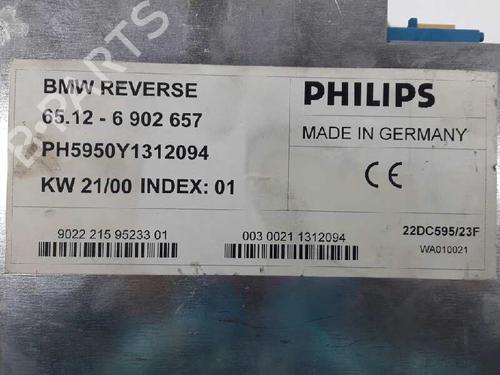 BMW REVERSE
65.12 - 6 902 657
PH5950Y1312094
KW 21/00 INDEX: 01
9022 215 95233 01
003 0021 1312094
PHILIPS
MADE IN GERMANY
CE
22DC595/23F
WA010021
B-PARTS